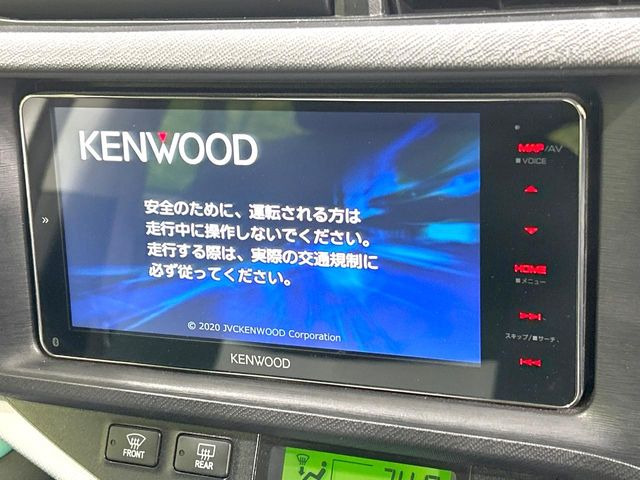 KENWOOD
安全のために、運転される方は
走行中に操作しないでください。
走行する際は、実際の交通規制に
必ず従ってください。
© 2020 JVCKENWOOD Corporation
KENWOOD
MAP/AV
■VOICE
HOME
■メニュー
スキップ/■サーチ
FRONT
REAR